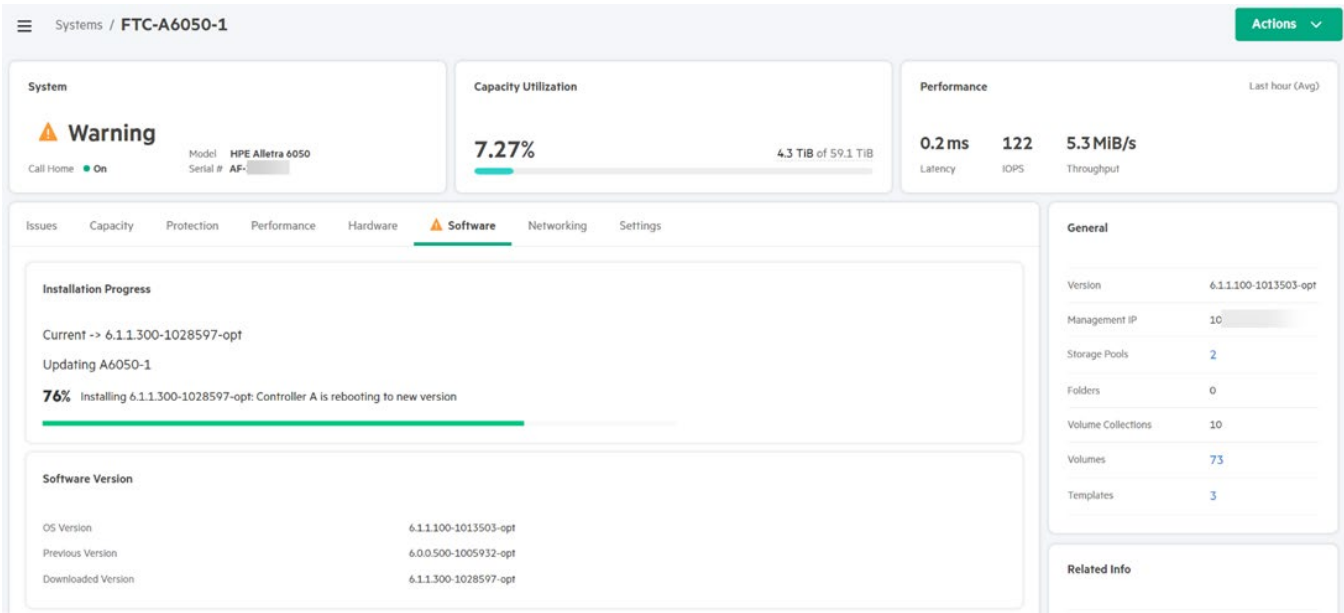 Systems / FTC-A6050-1
Actions
System
Warning
Call Home On
Model HPE Alletra 6050
Serial # AF-
Capacity Utilization
7.27%
4.3 TiB of 59.1 TiB
Performance
Last hour (Avg)
0.2 ms 122 5.3 MiB/s
Latency IOPS Throughput
Issues Capacity Protection Performance Hardware Software Networking Settings
Installation Progress
Current -> 6.1.1.300-1028597-opt
Updating A6050-1
76% Installing 6.1.1.300-1028597-opt: Controller A is rebooting to new version
Software Version
OS Version 6.1.1.100-1013503-opt
Previous Version 6.0.0.500-1005932-opt
Downloaded Version 6.1.1.300-1028597-opt
General
Version 6.1.1.100-1013503-opt
Management IP 10
Storage Pools 2
Folders 0
Volume Collections 10
Volumes 73
Templates 3
Related Info